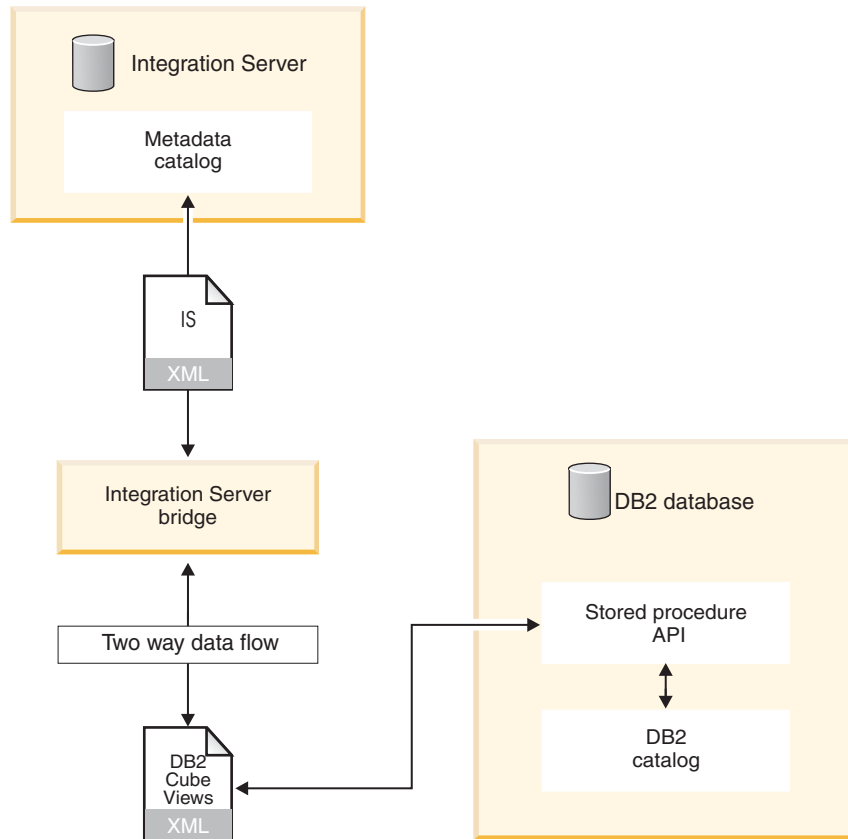 Integration Server
Metadata
catalog
IS
XML
Integration Server
bridge
DB2 database
Two way data flow
Stored procedure
API
DB2
catalog
DB2
Cube
Views
XML